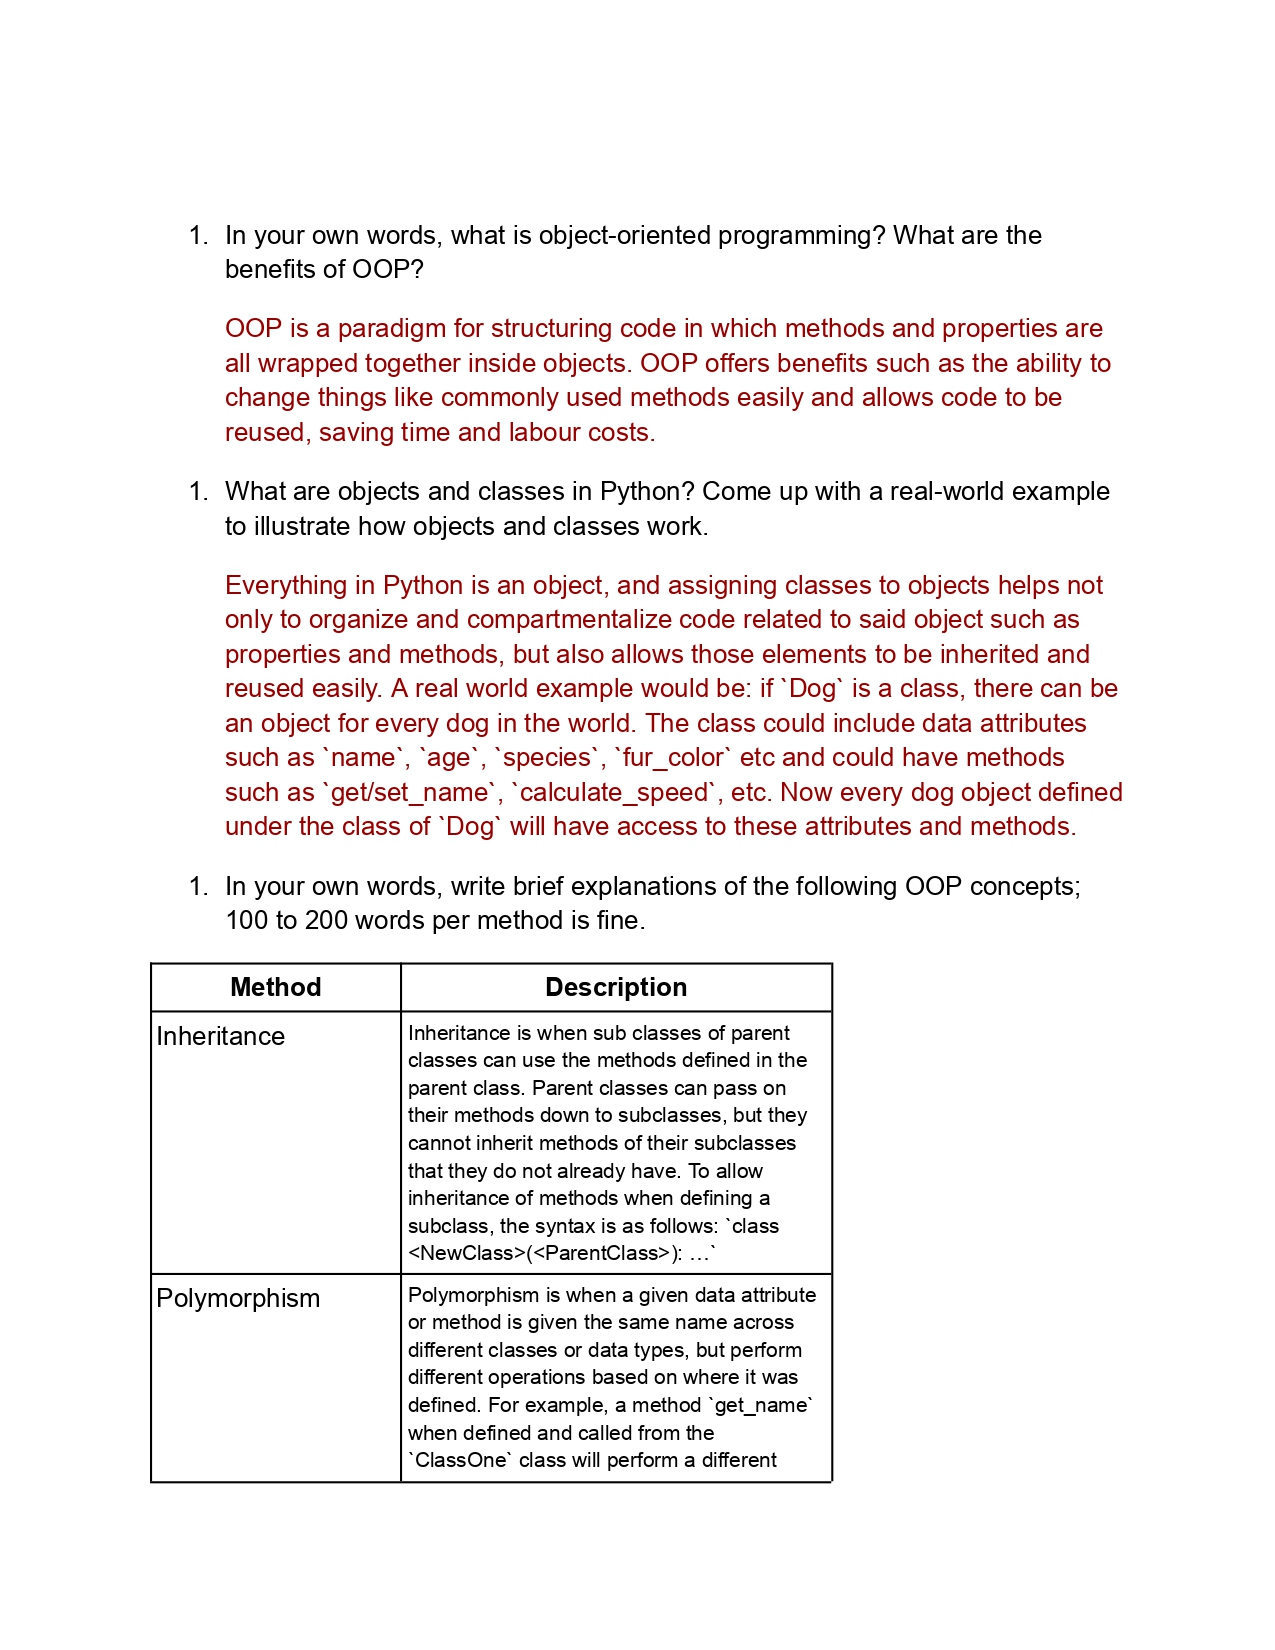 1. In your own words, what is object-oriented programming? What are the
benefits of OOP?
OOP is a paradigm for structuring code in which methods and properties are
all wrapped together inside objects. OOP offers benefits such as the ability to
change things like commonly used methods easily and allows code to be
reused, saving time and labour costs.
1. What are objects and classes in Python? Come up with a real-world example
to illustrate how objects and classes work.
Everything in Python is an object, and assigning classes to objects helps not
only to organize and compartmentalize code related to said object such as
properties and methods, but also allows those elements to be inherited and
reused easily. A real world example would be: if `Dog` is a class, there can be
an object for every dog in the world. The class could include data attributes
such as `name`, `age`, `species`, `fur_color` etc and could have methods
such as `get/set_name`, `calculate_speed`, etc. Now every dog object defined
under the class of `Dog` will have access to these attributes and methods.
1. In your own words, write brief explanations of the following OOP concepts;
100 to 200 words per method is fine.
Method Description
Inheritance
Inheritance is when sub classes of parent
classes can use the methods defined in the
parent class. Parent classes can pass on
their methods down to subclasses, but they
cannot inherit methods of their subclasses
that they do not already have. To allow
inheritance of methods when defining a
subclass, the syntax is as follows: `class
<NewClass>(<ParentClass>): …`
Polymorphism
Polymorphism is when a given data attribute
or method is given the same name across
different classes or data types, but perform
different operations based on where it was
defined. For example, a method `get_name`
when defined and called from the
`ClassOne` class will perform a different